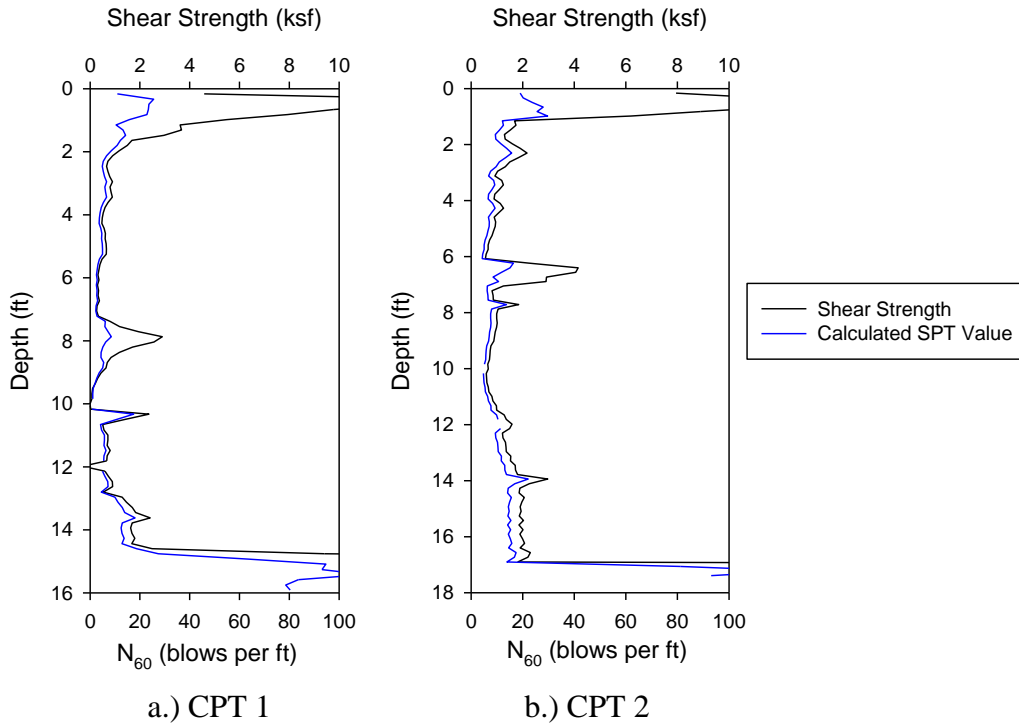 Shear Strength (ksf)
0 2 4 6 8 10
0
2
4
6
8
10
12
14
16
Depth (ft)
0 20 40 60 80 100
N60 (blows per ft)
a.) CPT 1
Shear Strength (ksf)
0 2 4 6 8 10
0
2
4
6
8
10
12
14
16
18
Depth (ft)
0 20 40 60 80 100
N60 (blows per ft)
b.) CPT 2
Shear Strength
Calculated SPT Value